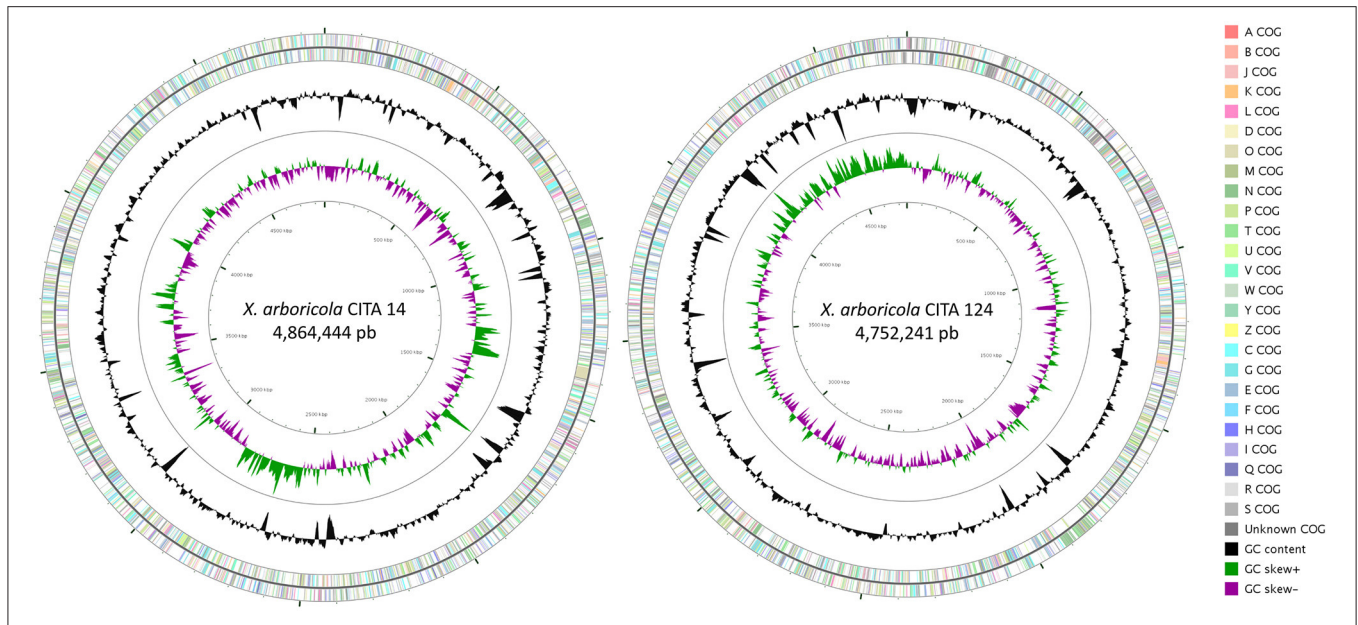 4500 kbp
500 kbp
4000 kbp
1000 kbp
X. arboricola CITA 14
4,864,444 pb
3500 kbp
1500 kbp
3000 kbp
2000 kbp
2500 kbp
4500 kbp
500 kbp
4000 kbp
1000 kbp
X. arboricola CITA 124
4,752,241 pb
3500 kbp
1500 kbp
3000 kbp
2000 kbp
2500 kbp
A COG
B COG
J COG
K COG
L COG
D COG
O COG
M COG
N COG
P COG
T COG
U COG
V COG
W COG
Y COG
Z COG
C COG
G COG
E COG
F COG
H COG
I COG
Q COG
R COG
S COG
Unknown COG
GC content
GC skew+
GC skew-